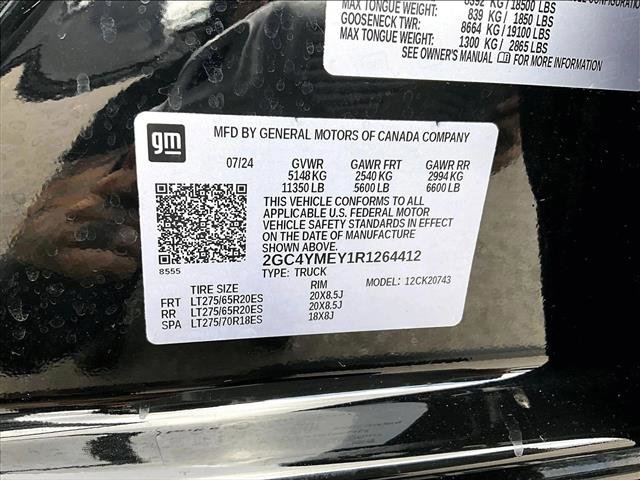 MAX TONGUE WEIGHT: 8392 KG / 18500 LBS
839 KG / 1850 LBS
GOOSENECK TWR: 8664 KG / 19100 LBS
MAX TONGUE WEIGHT: 1300 KG / 2865 LBS
SEE OWNER'S MANUAL FOR ADDITIONAL INFORMATION.
gm MFD BY GENERAL MOTORS OF CANADA COMPANY
07/24 GVWR GAWR FRT GAWR RR
5148 KG 2540 KG 2994 KG
11350 LB 5600 LB 6600 LB
THIS VEHICLE CONFORMS TO ALL
APPLICABLE U.S. FEDERAL MOTOR
VEHICLE SAFETY STANDARDS IN EFFECT
ON THE DATE OF MANUFACTURE
SHOWN ABOVE.
8555 2GC4YMEY1R1264412
TYPE: TRUCK MODEL: 12CK20743
TIRE SIZE RIM
FRT LT275/65R20ES 20X8.5J
RR LT275/65R20ES 20X8.5J
SPA LT275/70R18ES 18X8J